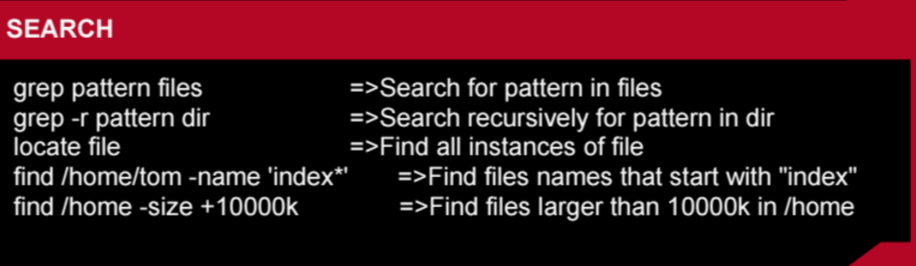 SEARCH
grep pattern files =>Search for pattern in files
grep -r pattern dir =>Search recursively for pattern in dir
locate file =>Find all instances of file
find /home/tom -name 'index*' =>Find files names that start with "index"
find /home -size +10000k =>Find files larger than 10000k in /home